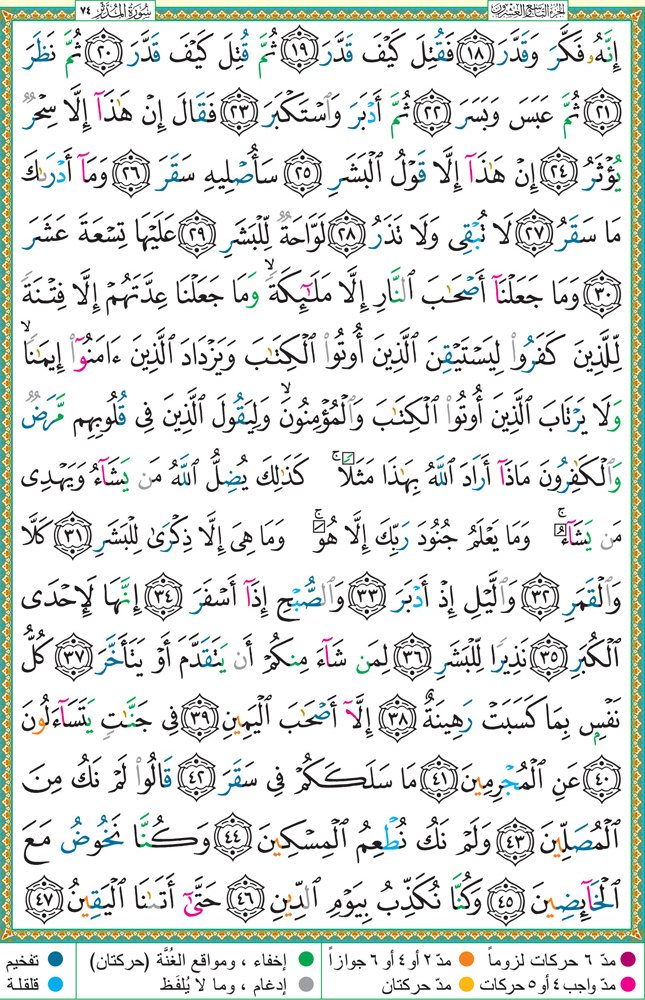 الجزء التاسع والعشرون
سورة المدثر ٧٤
إِنَّهُۥ فَكَّرَ وَقَدَّرَ ﴿١٨﴾ فَقُتِلَ كَيْفَ قَدَّرَ ﴿١٩﴾ ثُمَّ قُتِلَ كَيْفَ قَدَّرَ ﴿٢٠﴾ ثُمَّ نَظَرَ
﴿٢١﴾ ثُمَّ عَبَسَ وَبَسَرَ ﴿٢٢﴾ ثُمَّ أَدْبَرَ وَٱسْتَكْبَرَ ﴿٢٣﴾ فَقَالَ إِنْ هَٰذَآ إِلَّا سِحْرٌ
يُؤْثَرُ ﴿٢٤﴾ إِنْ هَٰذَآ إِلَّا قَوْلُ ٱلْبَشَرِ ﴿٢٥﴾ سَأُصْلِيهِ سَقَرَ ﴿٢٦﴾ وَمَآ أَدْرَىٰكَ
مَا سَقَرُ ﴿٢٧﴾ لَا تُبْقِى وَلَا تَذَرُ ﴿٢٨﴾ لَوَّاحَةٌ لِّلْبَشَرِ ﴿٢٩﴾ عَلَيْهَا تِسْعَةَ عَشَرَ
﴿٣٠﴾ وَمَا جَعَلْنَآ أَصْحَٰبَ ٱلنَّارِ إِلَّا مَلَٰٓئِكَةً ۙ وَمَا جَعَلْنَا عِدَّتَهُمْ إِلَّا فِتْنَةً
لِّلَّذِينَ كَفَرُوا۟ لِيَسْتَيْقِنَ ٱلَّذِينَ أُوتُوا۟ ٱلْكِتَٰبَ وَيَزْدَادَ ٱلَّذِينَ ءَامَنُوٓا۟ إِيمَٰنًا ۙ
وَلَا يَرْتَابَ ٱلَّذِينَ أُوتُوا۟ ٱلْكِتَٰبَ وَٱلْمُؤْمِنُونَ ۙ وَلِيَقُولَ ٱلَّذِينَ فِى قُلُوبِهِم مَّرَضٌ
وَٱلْكَٰفِرُونَ مَاذَآ أَرَادَ ٱللَّهُ بِهَٰذَا مَثَلًا ۚ كَذَٰلِكَ يُضِلُّ ٱللَّهُ مَن يَشَآءُ وَيَهْدِى
مَن يَشَآءُ ۚ وَمَا يَعْلَمُ جُنُودَ رَبِّكَ إِلَّا هُوَ ۚ وَمَا هِىَ إِلَّا ذِكْرَىٰ لِلْبَشَرِ ﴿٣١﴾ كَلَّا
وَٱلْقَمَرِ ﴿٣٢﴾ وَٱلَّيْلِ إِذْ أَدْبَرَ ﴿٣٣﴾ وَٱلصُّبْحِ إِذَآ أَسْفَرَ ﴿٣٤﴾ إِنَّهَا لَإِحْدَى
ٱلْكُبَرِ ﴿٣٥﴾ نَذِيرًا لِّلْبَشَرِ ﴿٣٦﴾ لِمَن شَآءَ مِنكُمْ أَن يَتَقَدَّمَ أَوْ يَتَأَخَّرَ ﴿٣٧﴾ كُلُّ
نَفْسٍۭ بِمَا كَسَبَتْ رَهِينَةٌ ﴿٣٨﴾ إِلَّآ أَصْحَٰبَ ٱلْيَمِينِ ﴿٣٩﴾ فِى جَنَّٰتٍ يَتَسَآءَلُونَ
﴿٤٠﴾ عَنِ ٱلْمُجْرِمِينَ ﴿٤١﴾ مَا سَلَكَكُمْ فِى سَقَرَ ﴿٤٢﴾ قَالُوا۟ لَمْ نَكُ مِنَ
ٱلْمُصَلِّينَ ﴿٤٣﴾ وَلَمْ نَكُ نُطْعِمُ ٱلْمِسْكِينَ ﴿٤٤﴾ وَكُنَّا نَخُوضُ مَعَ
ٱلْخَآئِضِينَ ﴿٤٥﴾ وَكُنَّا نُكَذِّبُ بِيَوْمِ ٱلدِّينِ ﴿٤٦﴾ حَتَّىٰٓ أَتَىٰنَا ٱلْيَقِينُ ﴿٤٧﴾
مدّ ٦ حركات لزوماً مدّ ٢ أو ٤ أو ٦ جوازاً إخفاء ، ومواقع الغُنَّة (حركتان) تفخيم
مدّ واجب ٤ أو ٥ حركات مدّ حركتان إدغام ، وما لا يُلفَظ قلقلة